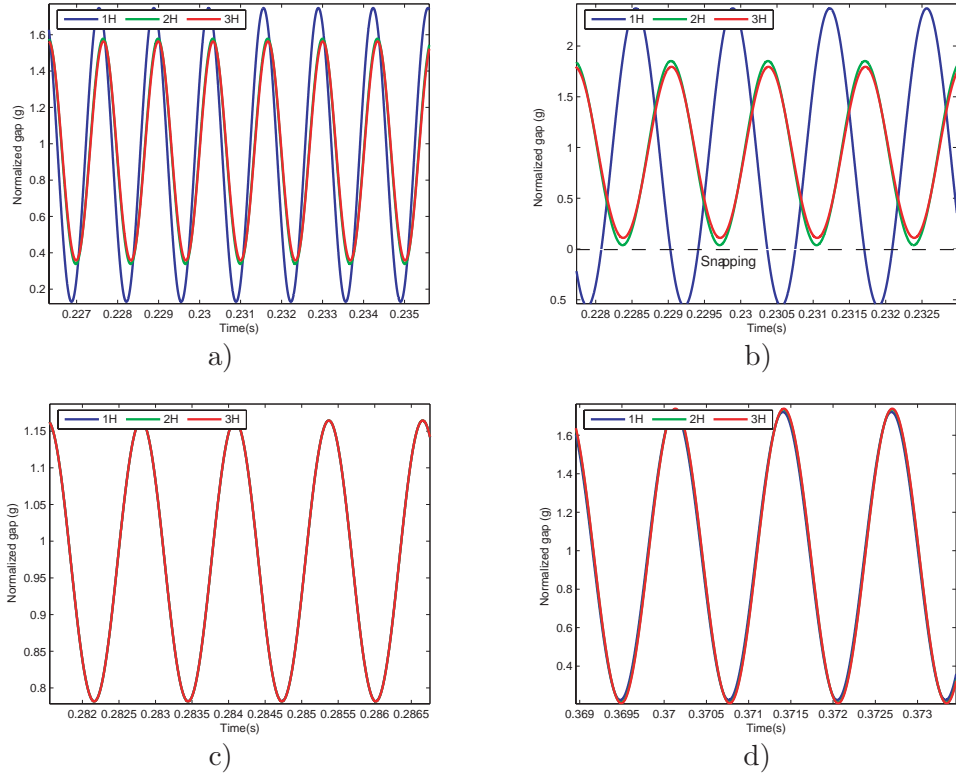 1H 2H 3H
Normalized gap (g)
1.6
1.4
1.2
1
0.8
0.6
0.4
0.2
0.227 0.228 0.229 0.23 0.231 0.232 0.233 0.234 0.235
Time(s)
a)
1H 2H 3H
Normalized gap (g)
2
1.5
1
0.5
0
0.5
Snapping
0.228 0.2285 0.229 0.2295 0.23 0.2305 0.231 0.2315 0.232 0.2325
Time(s)
b)
1H 2H 3H
Normalized gap (g)
1.15
1.1
1.05
1
0.95
0.9
0.85
0.8
0.282 0.2825 0.283 0.2835 0.284 0.2845 0.285 0.2855 0.286 0.2865
Time(s)
c)
1H 2H 3H
Normalized gap (g)
1.6
1.4
1.2
1
0.8
0.6
0.4
0.369 0.3695 0.37 0.3705 0.371 0.3715 0.372 0.3725 0.373
Time(s)
d)